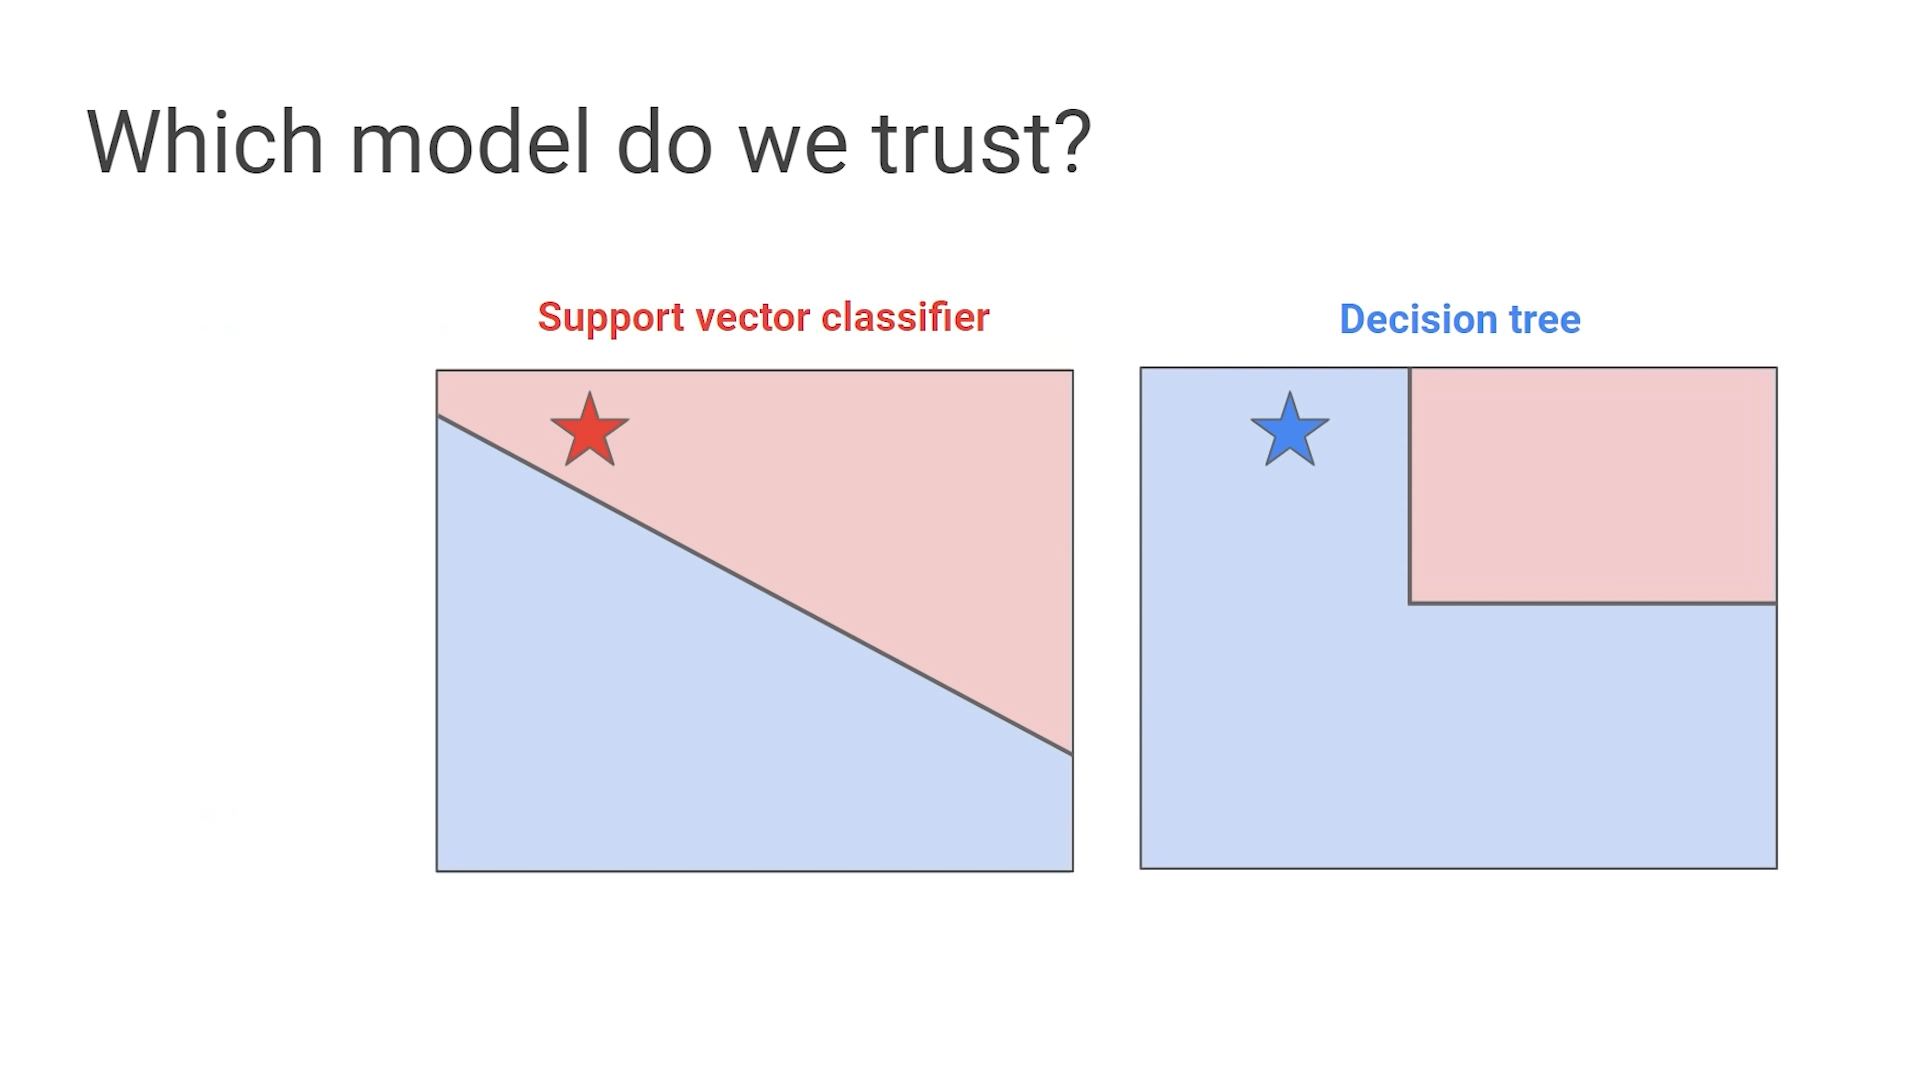 Which model do we trust?
Support vector classifier
Decision tree